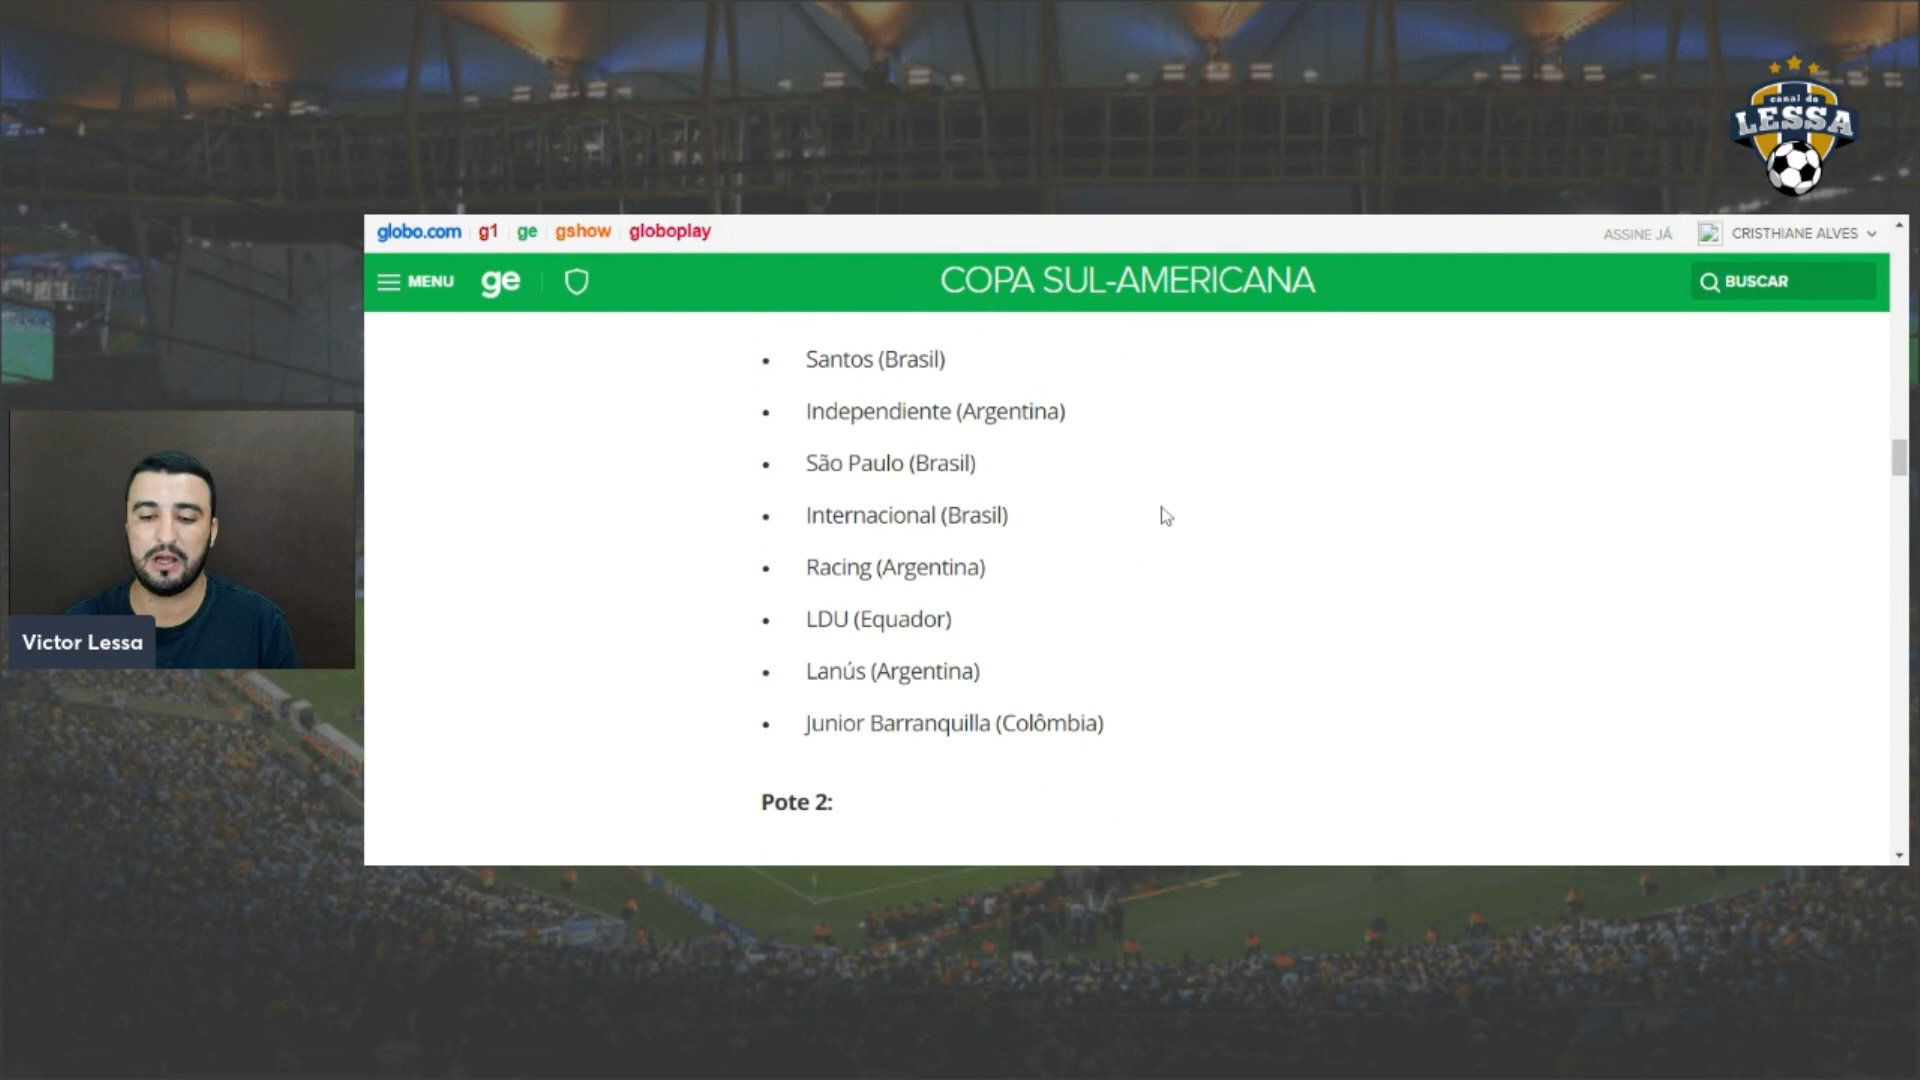 canal do
LESSA
globo.com g1 ge gshow globoplay
ASSINE JÁ CRISTHIANE ALVES
MENU ge COPA SUL-AMERICANA BUSCAR
• Santos (Brasil)
• Independiente (Argentina)
• São Paulo (Brasil)
• Internacional (Brasil)
• Racing (Argentina)
• LDU (Equador)
• Lanús (Argentina)
• Junior Barranquilla (Colômbia)
Pote 2:
Victor Lessa